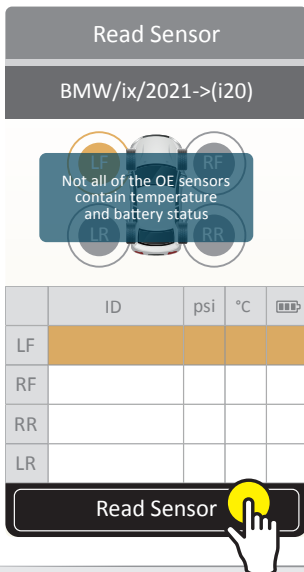 Read Sensor
BMW/ix/2021->(i20)
LF RF
Not all of the OE sensors
contain temperature
and battery status
LR RR
ID psi °C
LF
RF
RR
LR
Read Sensor